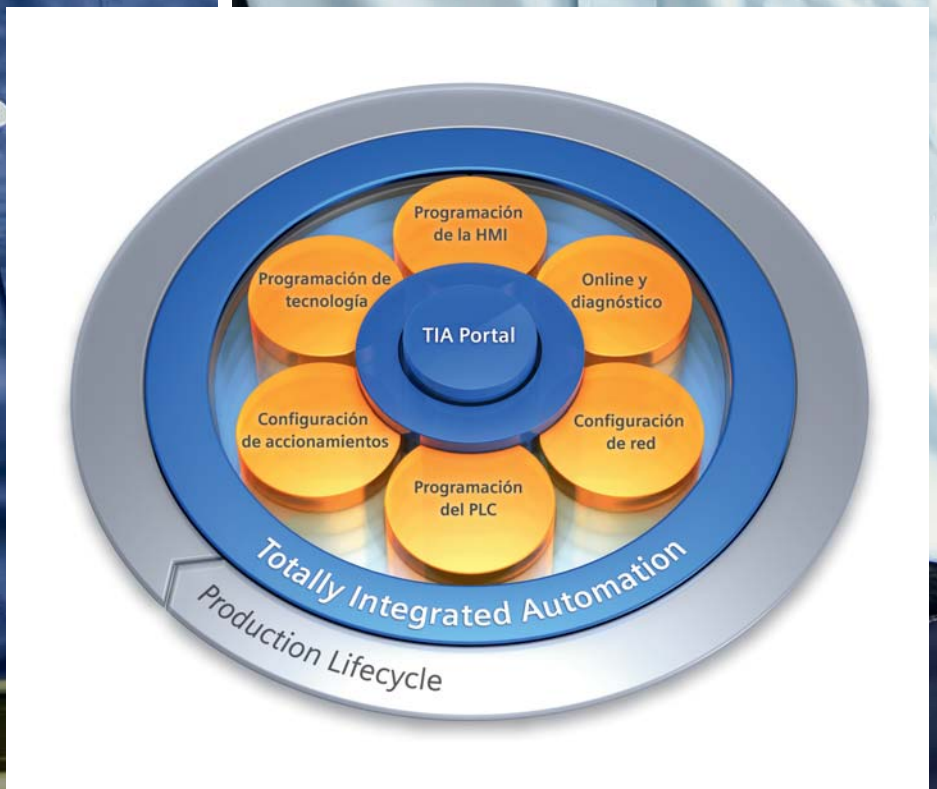 Programación
de la HMI
Programación de
tecnología
Online y
diagnóstico
TIA Portal
Configuración
de accionamientos
Configuración
de red
Programación
del PLC
Totally Integrated Automation
Production Lifecycle